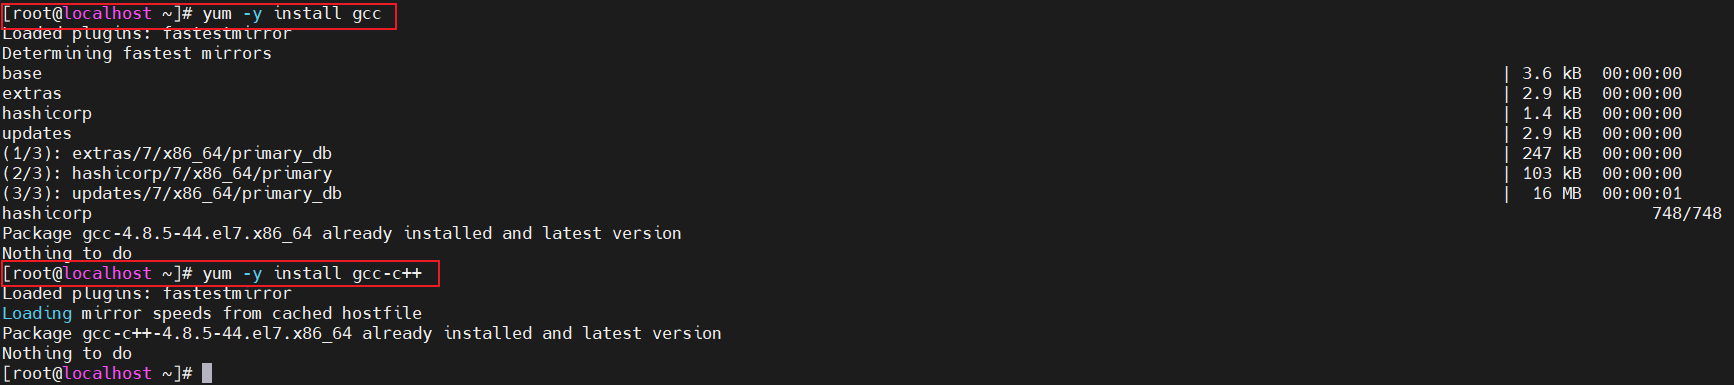 [root@localhost ~]# yum -y install gcc
Loaded plugins: fastestmirror
Determining fastest mirrors
base | 3.6 kB 00:00:00
extras | 2.9 kB 00:00:00
hashicorp | 1.4 kB 00:00:00
updates | 2.9 kB 00:00:00
(1/3): extras/7/x86_64/primary_db | 247 kB 00:00:00
(2/3): hashicorp/7/x86_64/primary | 103 kB 00:00:00
(3/3): updates/7/x86_64/primary_db | 16 MB 00:00:01
hashicorp 748/748
Package gcc-4.8.5-44.el7.x86_64 already installed and latest version
Nothing to do
[root@localhost ~]# yum -y install gcc-c++
Loaded plugins: fastestmirror
Loading mirror speeds from cached hostfile
Package gcc-c++-4.8.5-44.el7.x86_64 already installed and latest version
Nothing to do
[root@localhost ~]#